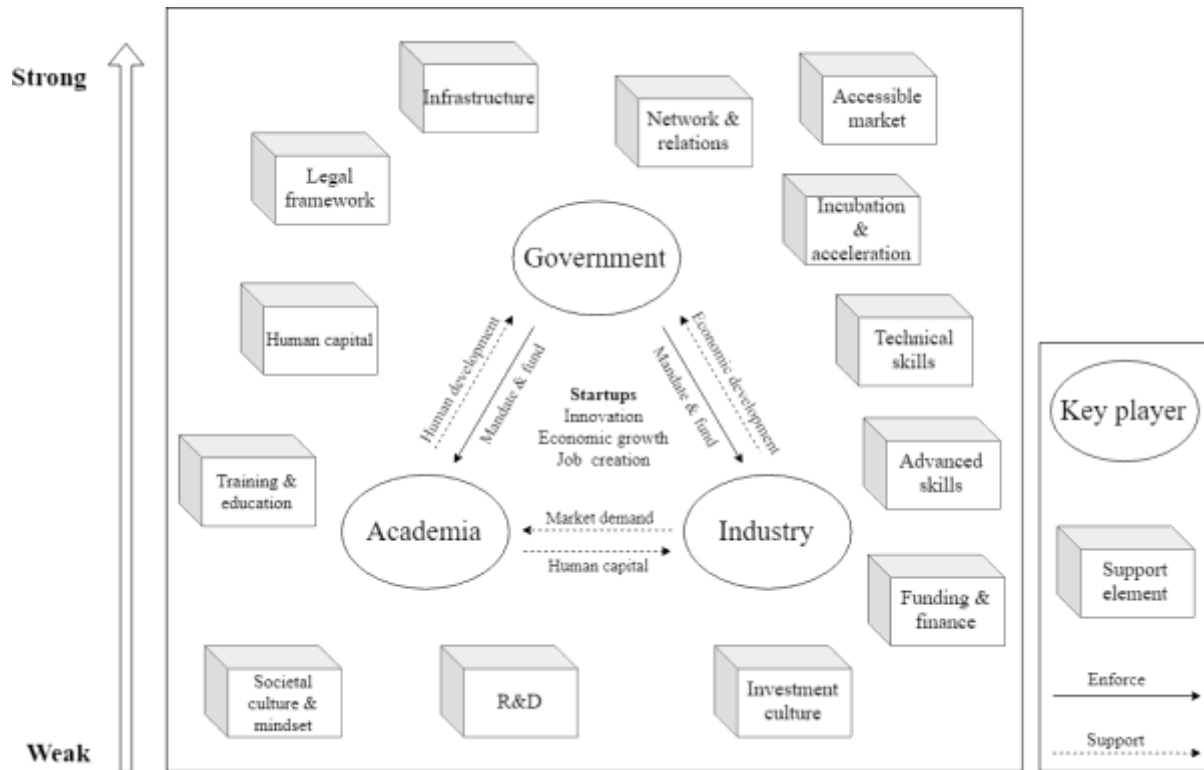 Strong
Infrastructure
Network &
relations
Accessible
market
Legal
framework
Incubation
&
acceleration
Government
Human capital
Technical
skills
Human development
Mandate & fund
Mandate & fund
Economic development
Startups
Innovation
Economic growth
Job creation
Training &
education
Advanced
skills
Academia
Market demand
Human capital
Industry
Funding &
finance
Societal
culture &
mindset
R&D
Investment
culture
Weak
Key player
Support
element
Enforce
Support